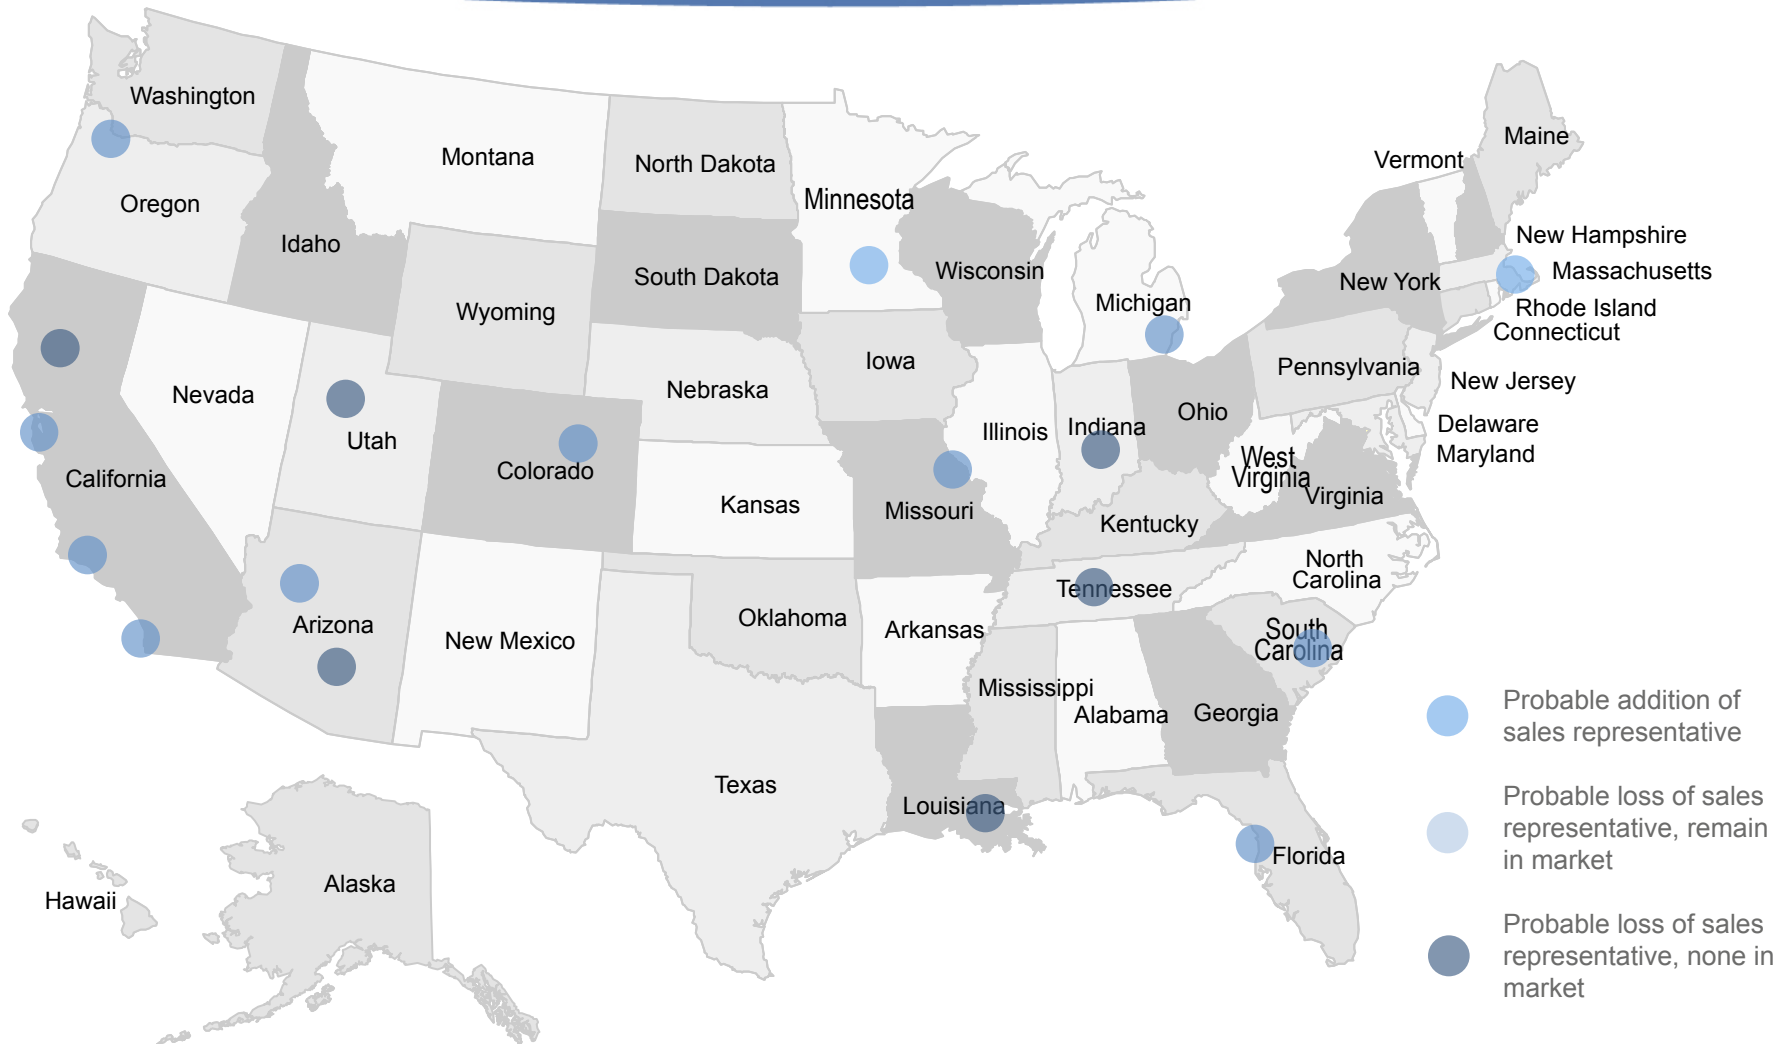 Washington
Maine
Montana
Vermont
North Dakota
Minnesota
Oregon
New Hampshire
Idaho
Wisconsin
Massachusetts
South Dakota
New York
Michigan
Rhode Island
Wyoming
Connecticut
Iowa
Pennsylvania
New Jersey
Nebraska
Nevada
Ohio
Delaware
Indiana
Illinois
Utah
Maryland
West
Virginia
Colorado
California
Virginia
Kansas
Missouri
Kentucky
North
Carolina
Tennessee
Oklahoma
Arizona
Arkansas
South
Carolina
New Mexico
Mississippi
Alabama
Georgia
Probable addition of
sales representative
Texas
Louisiana
Probable loss of sales
representative, remain
in market
Florida
Alaska
Hawaii
Probable loss of sales
representative, none in
market